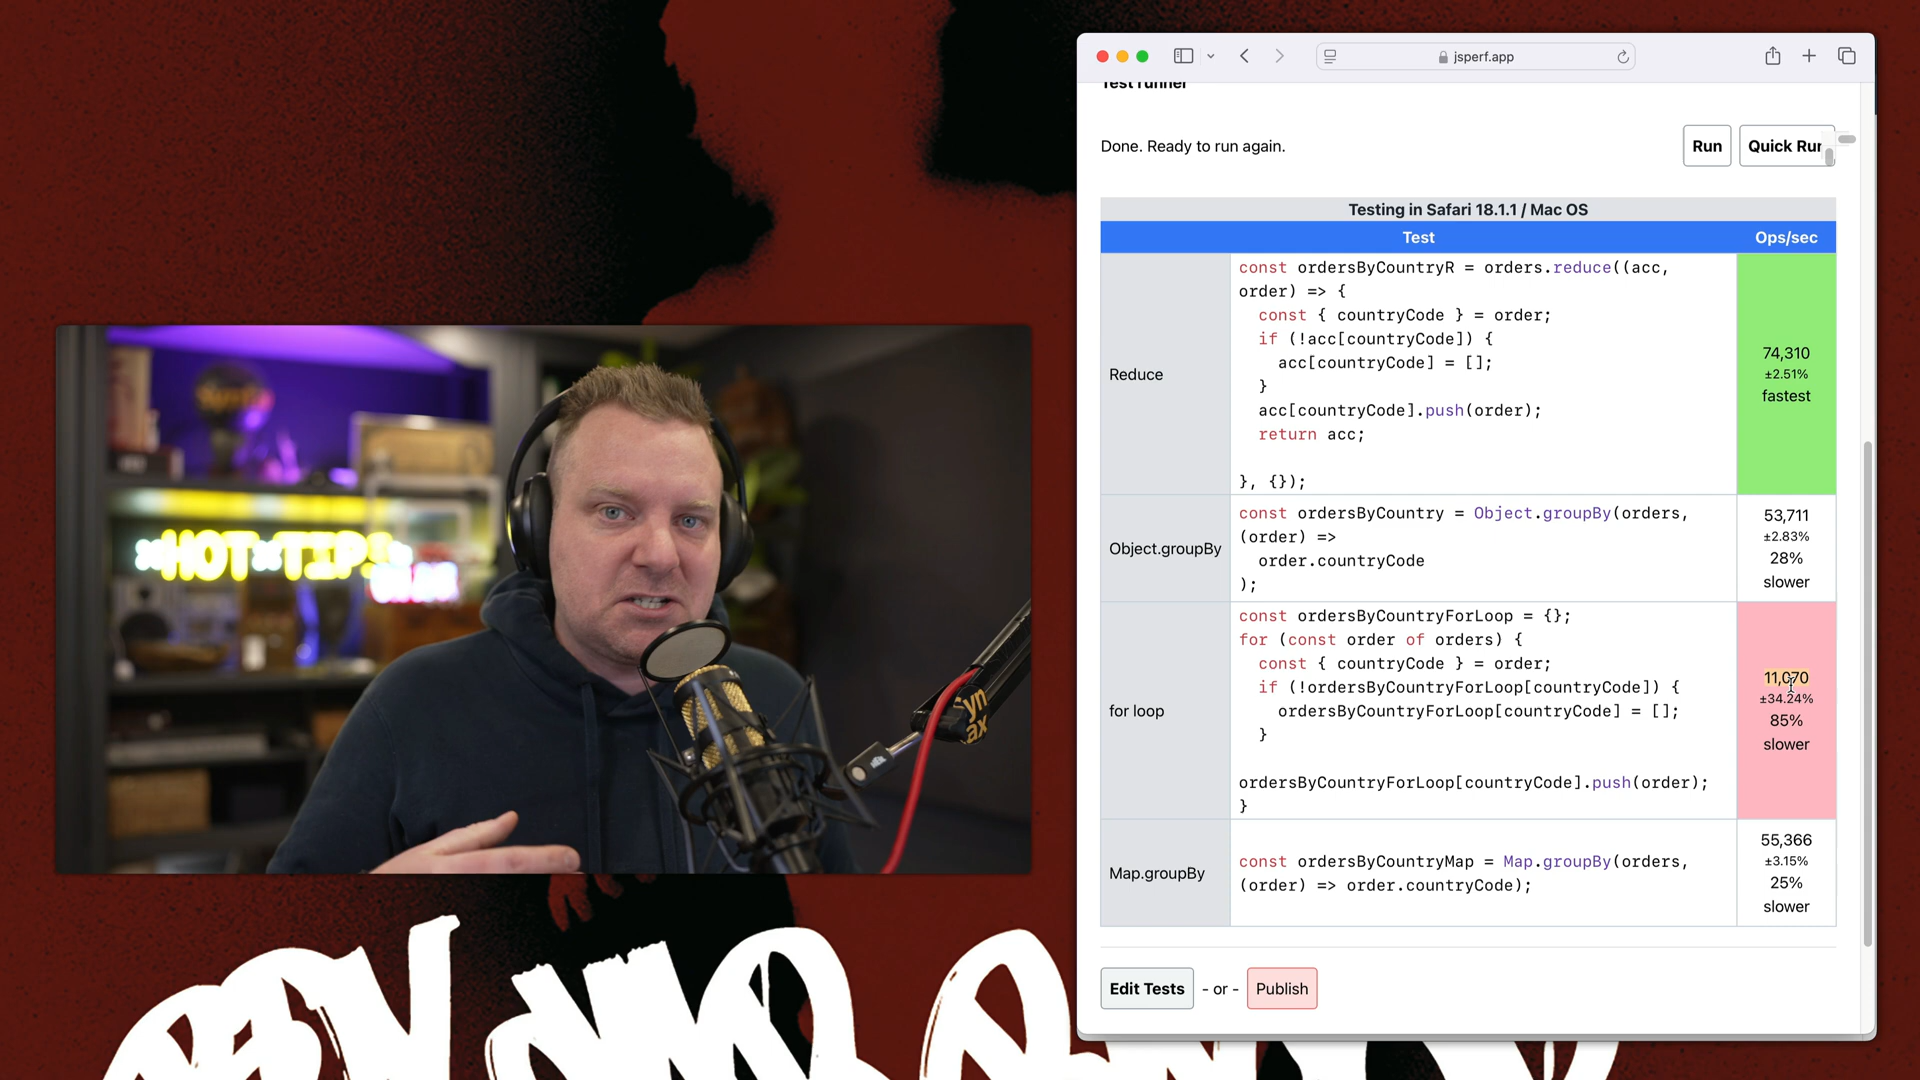 HOT TIPS
Syn
ax
jsperf.app
Test runner
Done. Ready to run again.
Run
Quick Run
Testing in Safari 18.1.1 / Mac OS
Test
Ops/sec
Reduce
const ordersByCountryR = orders.reduce((acc,
order) => {
const { countryCode } = order;
if (!acc[countryCode]) {
acc[countryCode] = [];
}
acc[countryCode].push(order);
return acc;
}, {});
74,310
±2.51%
fastest
Object.groupBy
const ordersByCountry = Object.groupBy(orders,
(order) =>
order.countryCode
);
53,711
±2.83%
28%
slower
for loop
const ordersByCountryForLoop = {};
for (const order of orders) {
const { countryCode } = order;
if (!ordersByCountryForLoop[countryCode]) {
ordersByCountryForLoop[countryCode] = [];
}
ordersByCountryForLoop[countryCode].push(order);
}
11,070
±34.24%
85%
slower
Map.groupBy
const ordersByCountryMap = Map.groupBy(orders,
(order) => order.countryCode);
55,366
±3.15%
25%
slower
Edit Tests
- or -
Publish